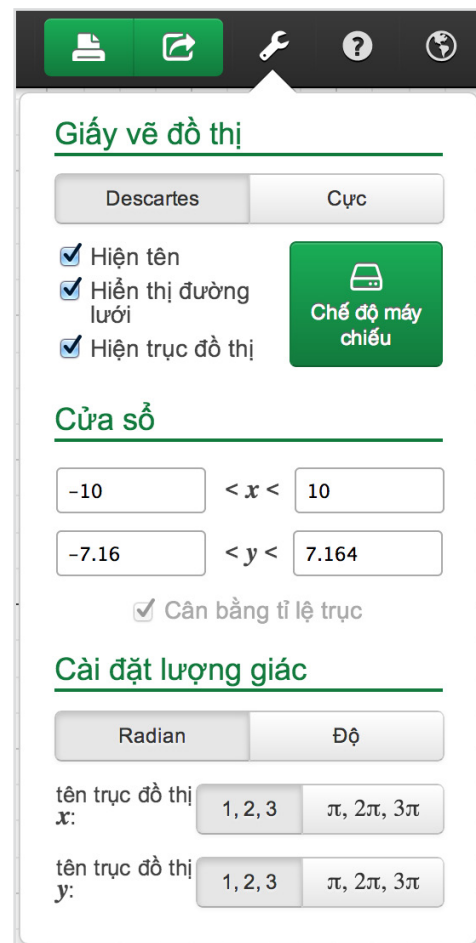 Giấy vẽ đồ thị
Descartes Cực
Hiện tên
Hiển thị đường
lưới
Hiện trục đồ thị
Chế độ máy
chiếu
Cửa sổ
-10 < x < 10
-7.16 < y < 7.164
Cân bằng tỉ lệ trục
Cài đặt lượng giác
Radian Độ
tên trục đồ thị
x: 1, 2, 3 π, 2π, 3π
tên trục đồ thị
y: 1, 2, 3 π, 2π, 3π